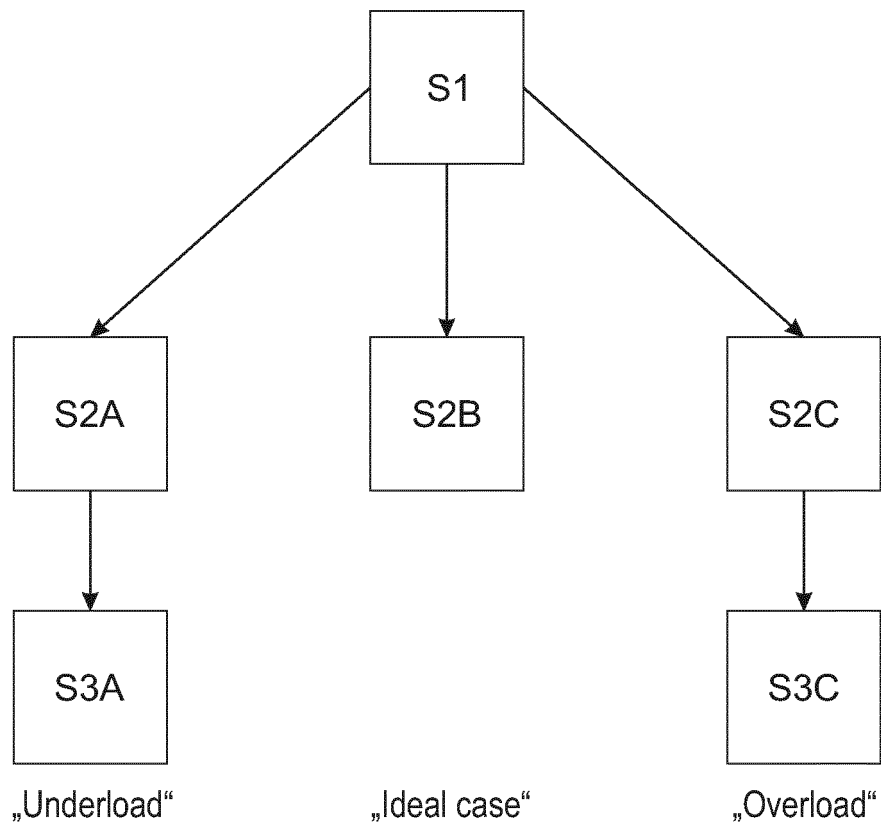 S1
S2A
S2B
S2C
S3A
S3C
„Underload“
„Ideal case“
„Overload“